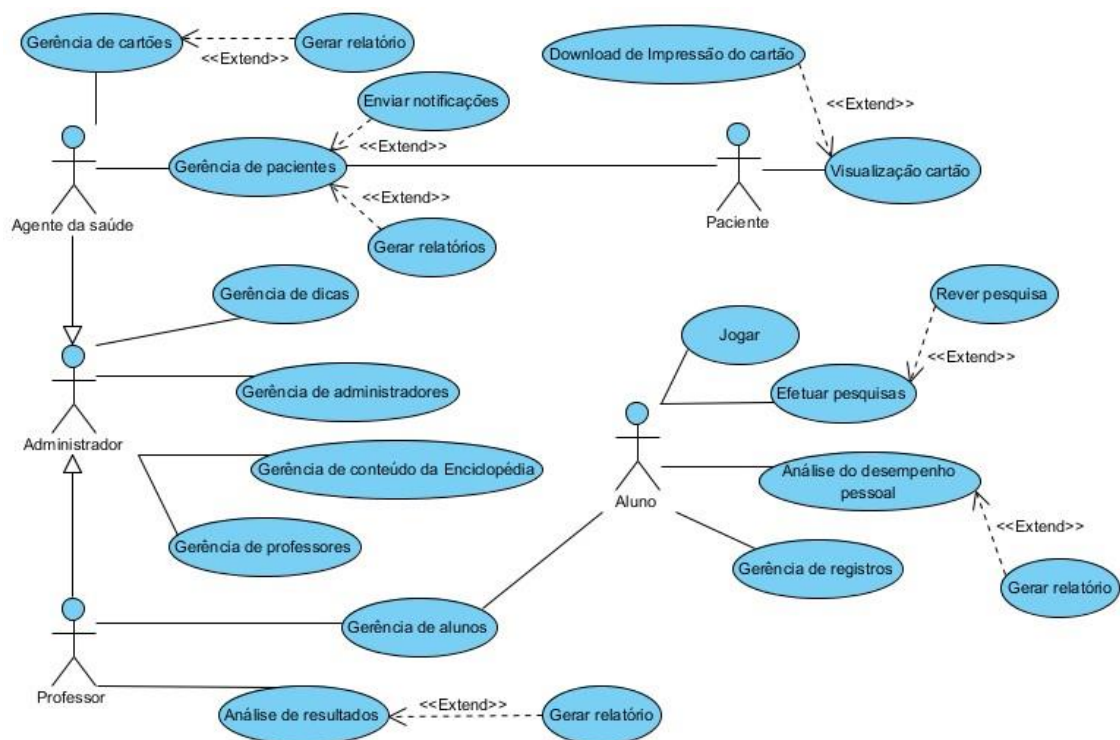 Gerência de cartões
<<Extend>>
Gerar relatório
Download de Impressão do cartão
<<Extend>>
Enviar notificações
<<Extend>>
Gerência de pacientes
Visualização cartão
<<Extend>>
Agente da saúde
Paciente
Gerar relatórios
Gerência de dicas
Rever pesquisa
Jogar
<<Extend>>
Gerência de administradores
Efetuar pesquisas
Administrador
Gerência de conteúdo da Enciclopédia
Aluno
Análise do desempenho
pessoal
<<Extend>>
Gerência de professores
Gerência de registros
Gerar relatório
Gerência de alunos
Professor
Análise de resultados
<<Extend>>
Gerar relatório